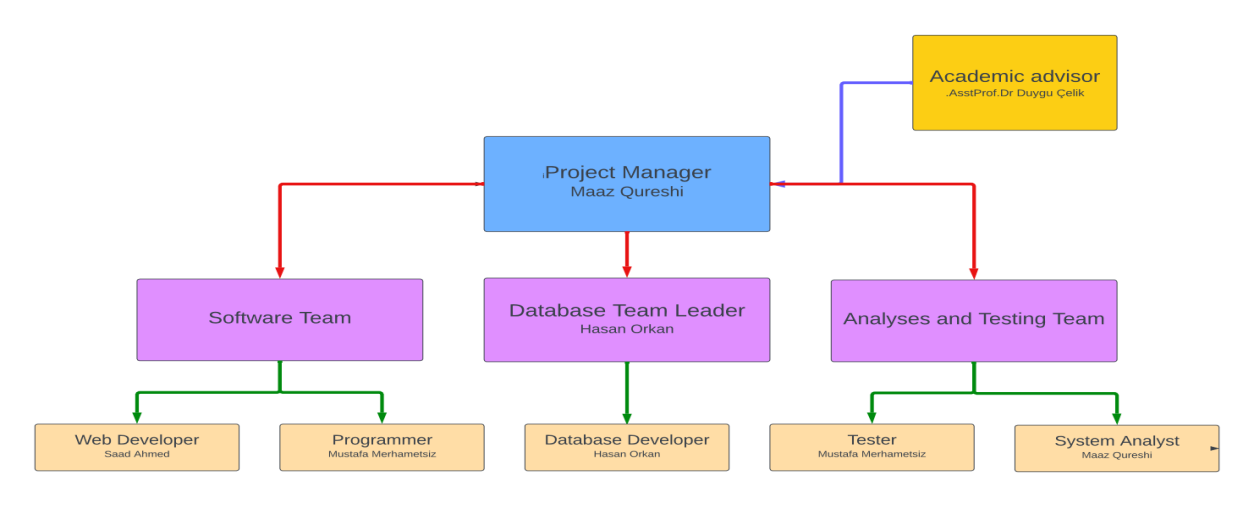 Academic advisor
.AsstProf.Dr Duygu Çelik
Project Manager
Maaz Qureshi
Software Team
Database Team Leader
Hasan Orkan
Analyses and Testing Team
Web Developer
Saad Ahmed
Programmer
Mustafa Merhametsiz
Database Developer
Hasan Orkan
Tester
Mustafa Merhametsiz
System Analyst
Maaz Qureshi